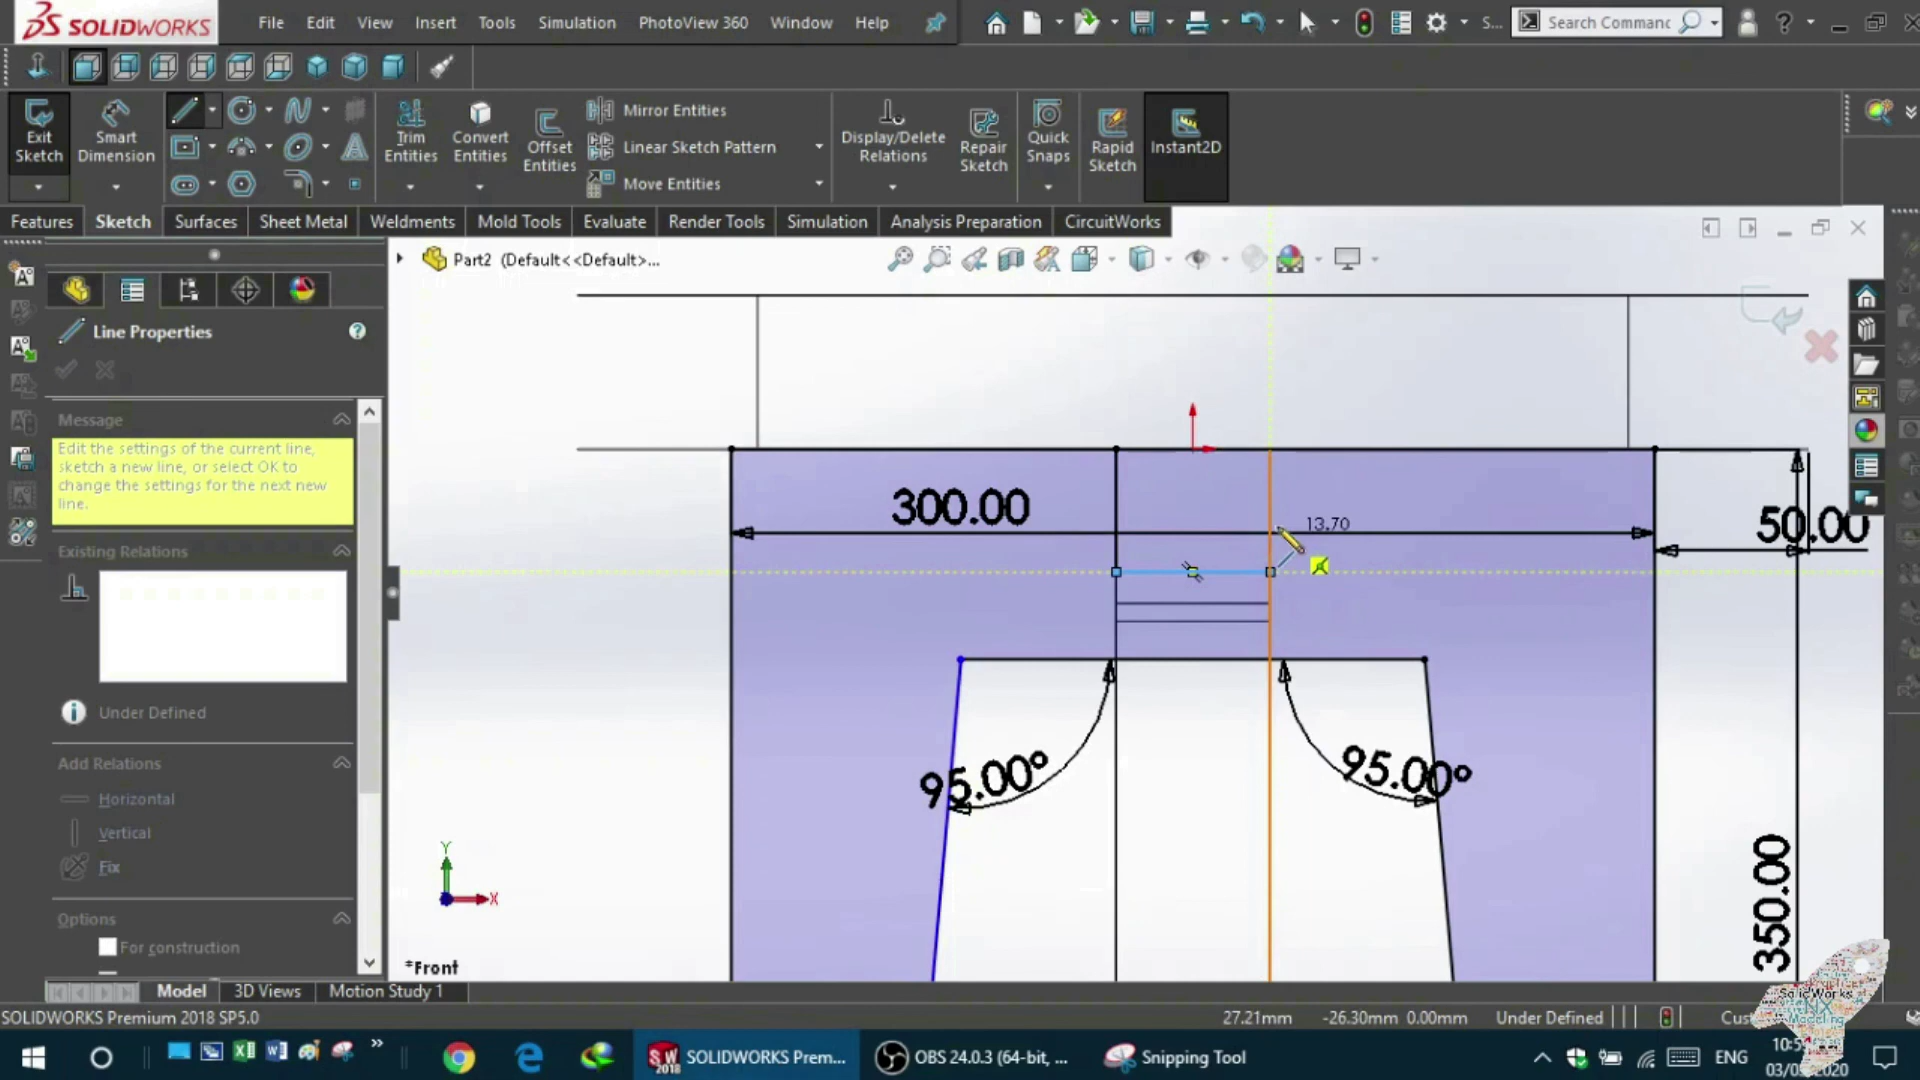 SOLIDWORKS File Edit View Insert Tools Simulation PhotoView 360 Window Help S... Search Commanc
Exit Sketch
Smart Dimension
Trim Entities
Convert Entities
Offset Entities
Mirror Entities
Linear Sketch Pattern
Move Entities
Display/Delete Relations
Repair Sketch
Quick Snaps
Rapid Sketch
Instant2D
Features Sketch Surfaces Sheet Metal Weldments Mold Tools Evaluate Render Tools Simulation Analysis Preparation CircuitWorks
Part2 (Default<<Default>...
Line Properties
Message
Edit the settings of the current line,
sketch a new line, or select OK to
change the settings for the next new
line.
Existing Relations
Under Defined
Add Relations
Horizontal
Vertical
Fix
Options
For construction
300.00
13.70
50.00
95.00°
95.00°
350.00
Y
X
*Front
Model 3D Views Motion Study 1
SOLIDWORKS Premium 2018 SP5.0 27.21mm -26.30mm 0.00mm Under Defined
SolidWorks
NX
Modeling
SOLIDWORKS Prem... OBS 24.0.3 (64-bit, ... Snipping Tool ENG